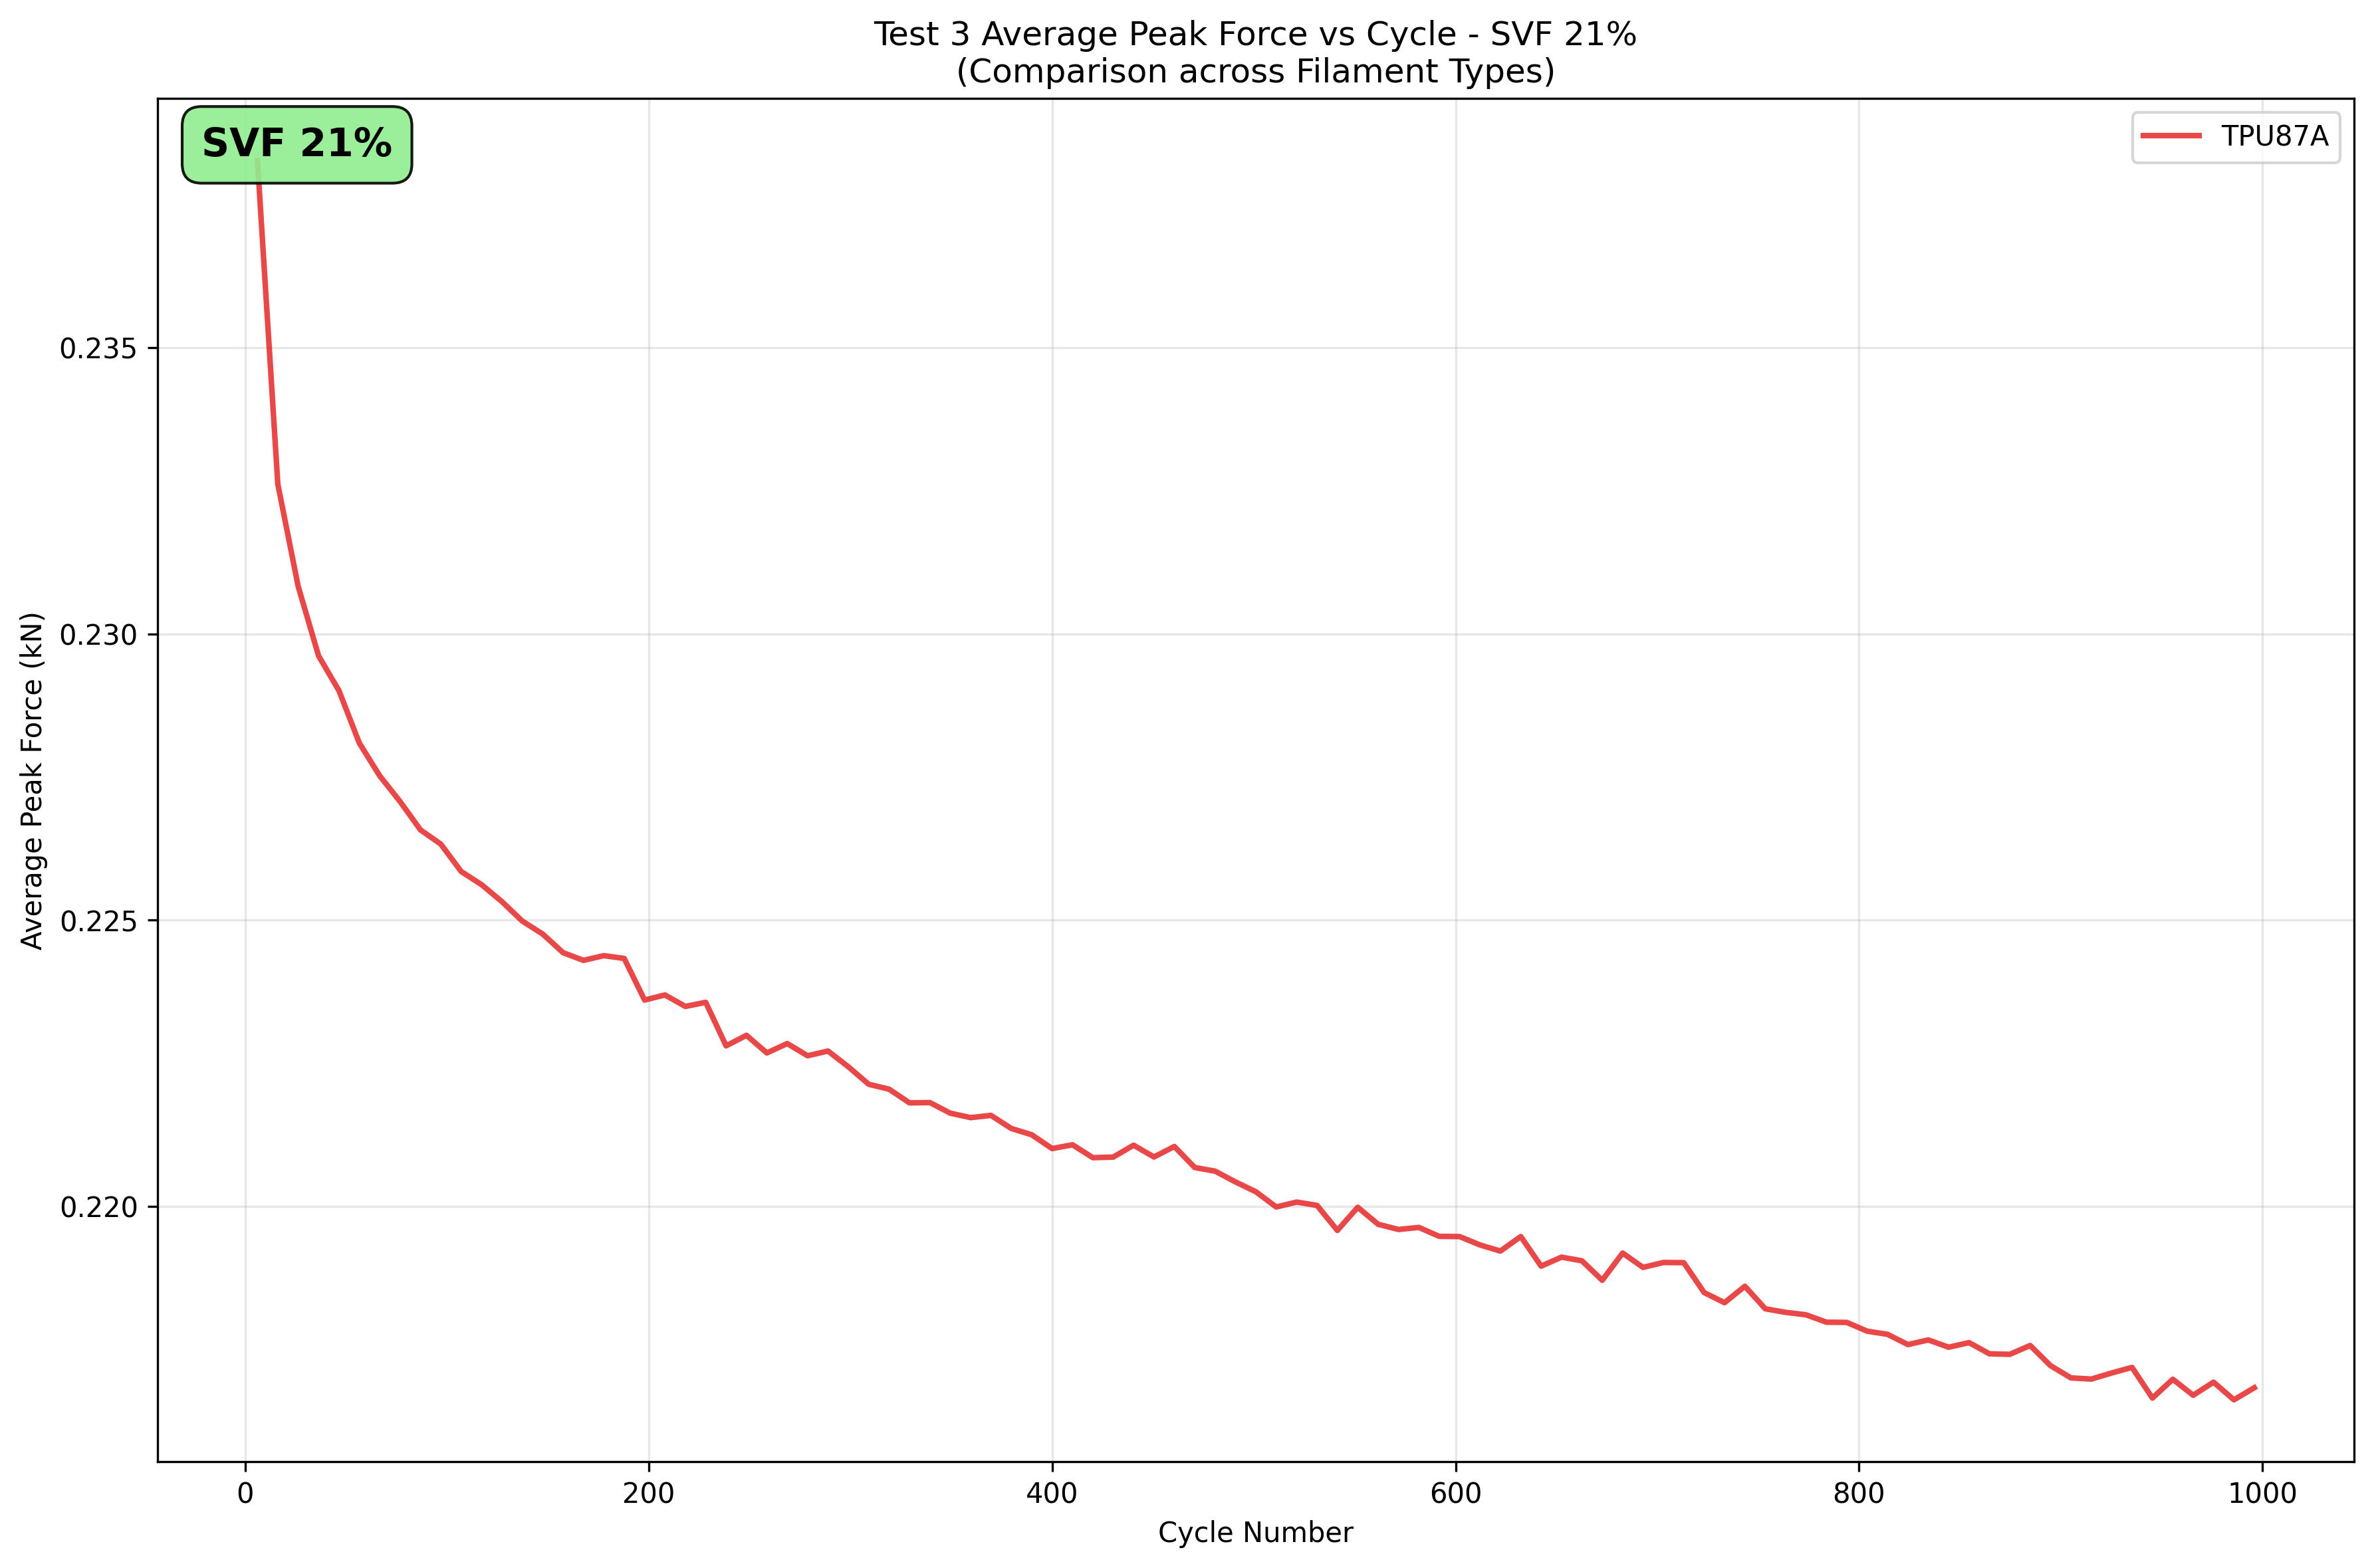 Test 3 Average Peak Force vs Cycle - SVF 21%
(Comparison across Filament Types)
SVF 21%
TPU87A
0.235
0.230
0.225
0.220
Average Peak Force (kN)
0
200
400
600
800
1000
Cycle Number